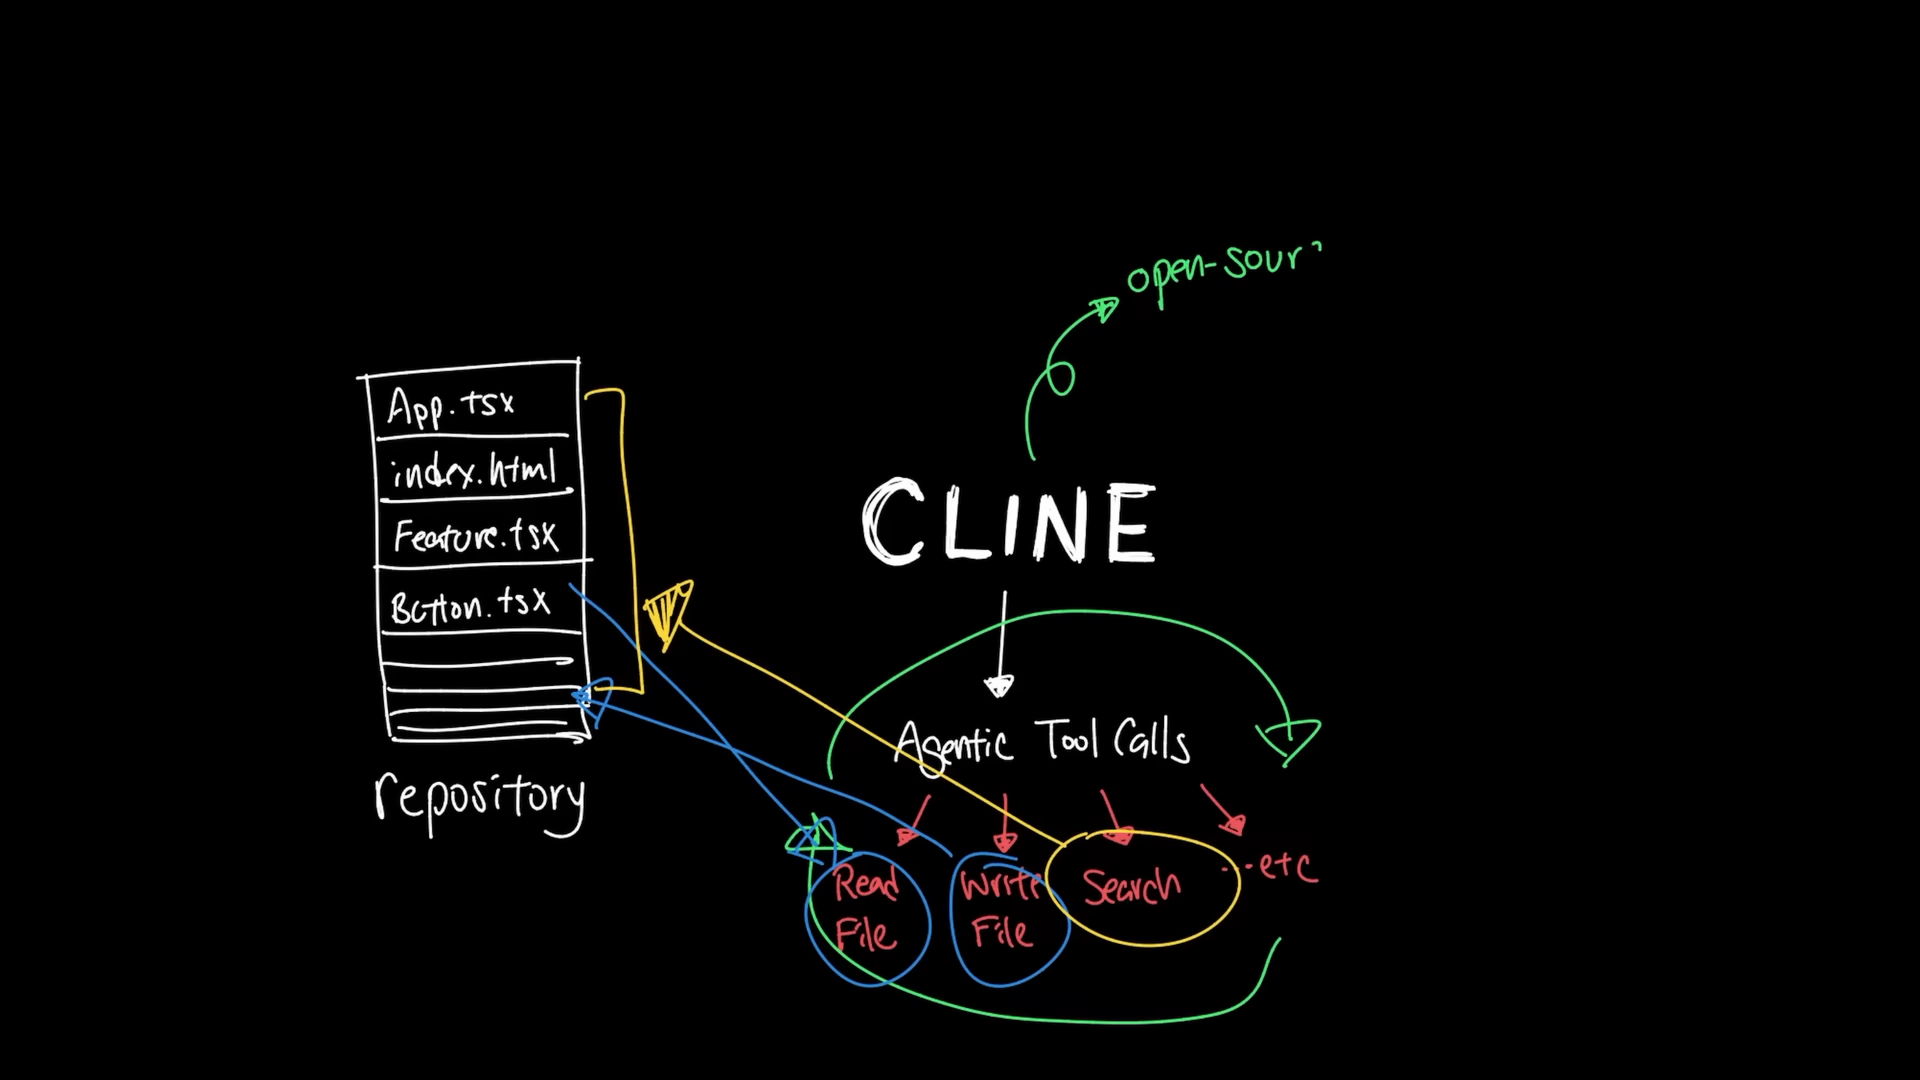 open-sour
App.tsx
index.html
Feature.tsx
Button.tsx
repository
CLINE
Agentic Tool Calls
Read
File
Write
File
Search
...etc